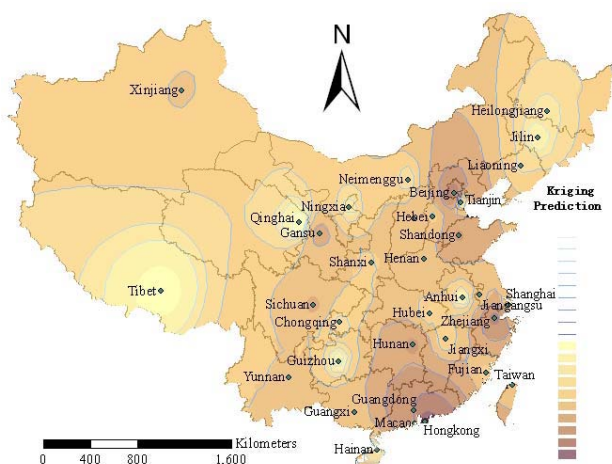 N
Xinjiang
Heilongjiang
Jilin
Liaoning
Neimenggu
Beijing
Tianjin
Kriging
Prediction
Ningxia
Qinghai
Gansu
Hebei
Shandong
Shanxi
Henan
Tibet
Sichuan
Chongqing
Anhui
Shanghai
Jiangangsu
Hubei
Zhejiang
Hunan
Jiangxi
Guizhou
Fujian
Taiwan
Yunnan
Guangxi
Guangdong
Macau
Hongkong
Hainan
Kilometers
0 400 800 1,600